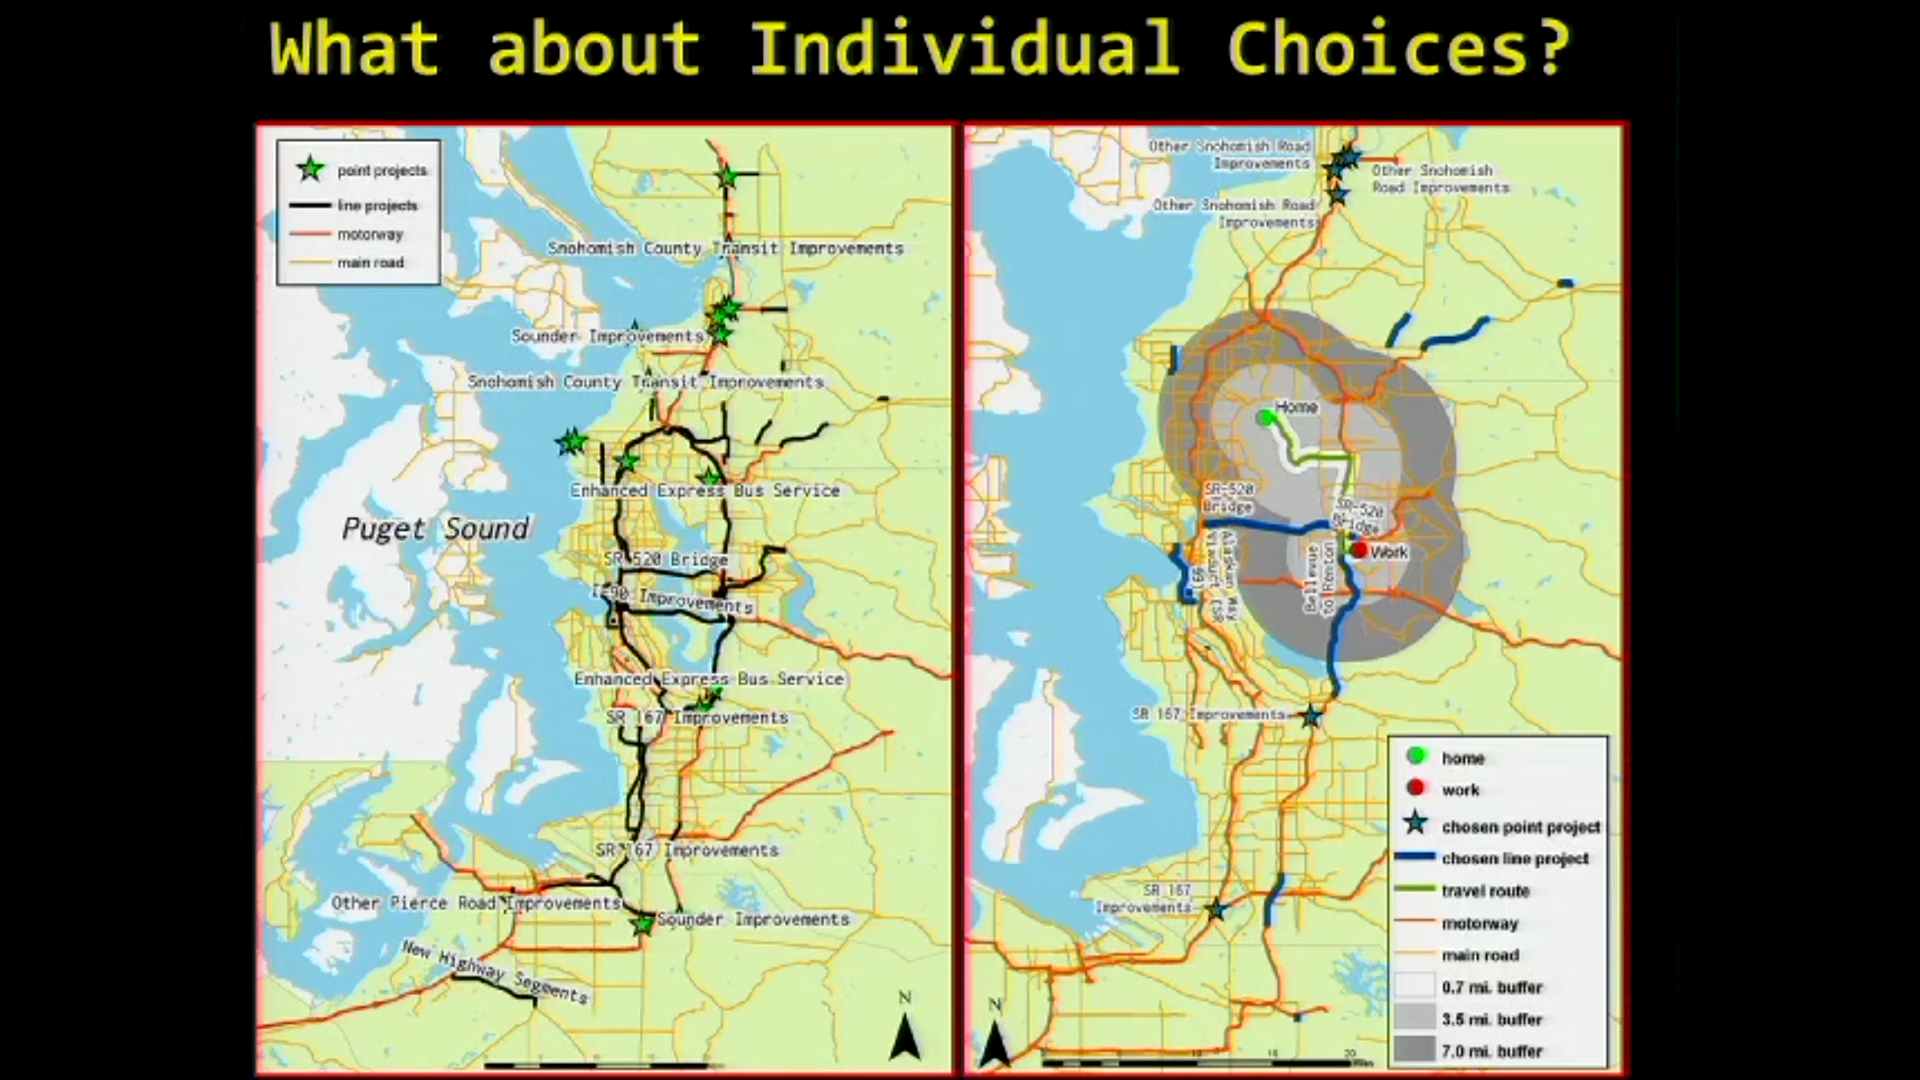 What about Individual Choices?
point projects
line projects
motorway
main road
Snohomish County Transit Improvements
Sounder Improvements
Snohomish County Transit Improvements
Enhanced Express Bus Service
Puget Sound
SR 520 Bridge
I-90 Improvements
Enhanced Express Bus Service
SR 167 Improvements
SR 167 Improvements
Other Pierce Road Improvements
Sounder Improvements
New Highway Segments
N
Other Snohomish Road
Improvements
Other Snohomish
Road Improvements
Other Snohomish Road
Improvements
Home
SR-520
Bridge
SR-520
Bridge
Work
Alaskan Way
Viaduct (SR
99)
Bellevue
to Renton
SR 167 Improvements
SR 167
Improvements
N
10
20
home
work
chosen point project
chosen line project
travel route
motorway
main road
0.7 mi. buffer
3.5 mi. buffer
7.0 mi. buffer